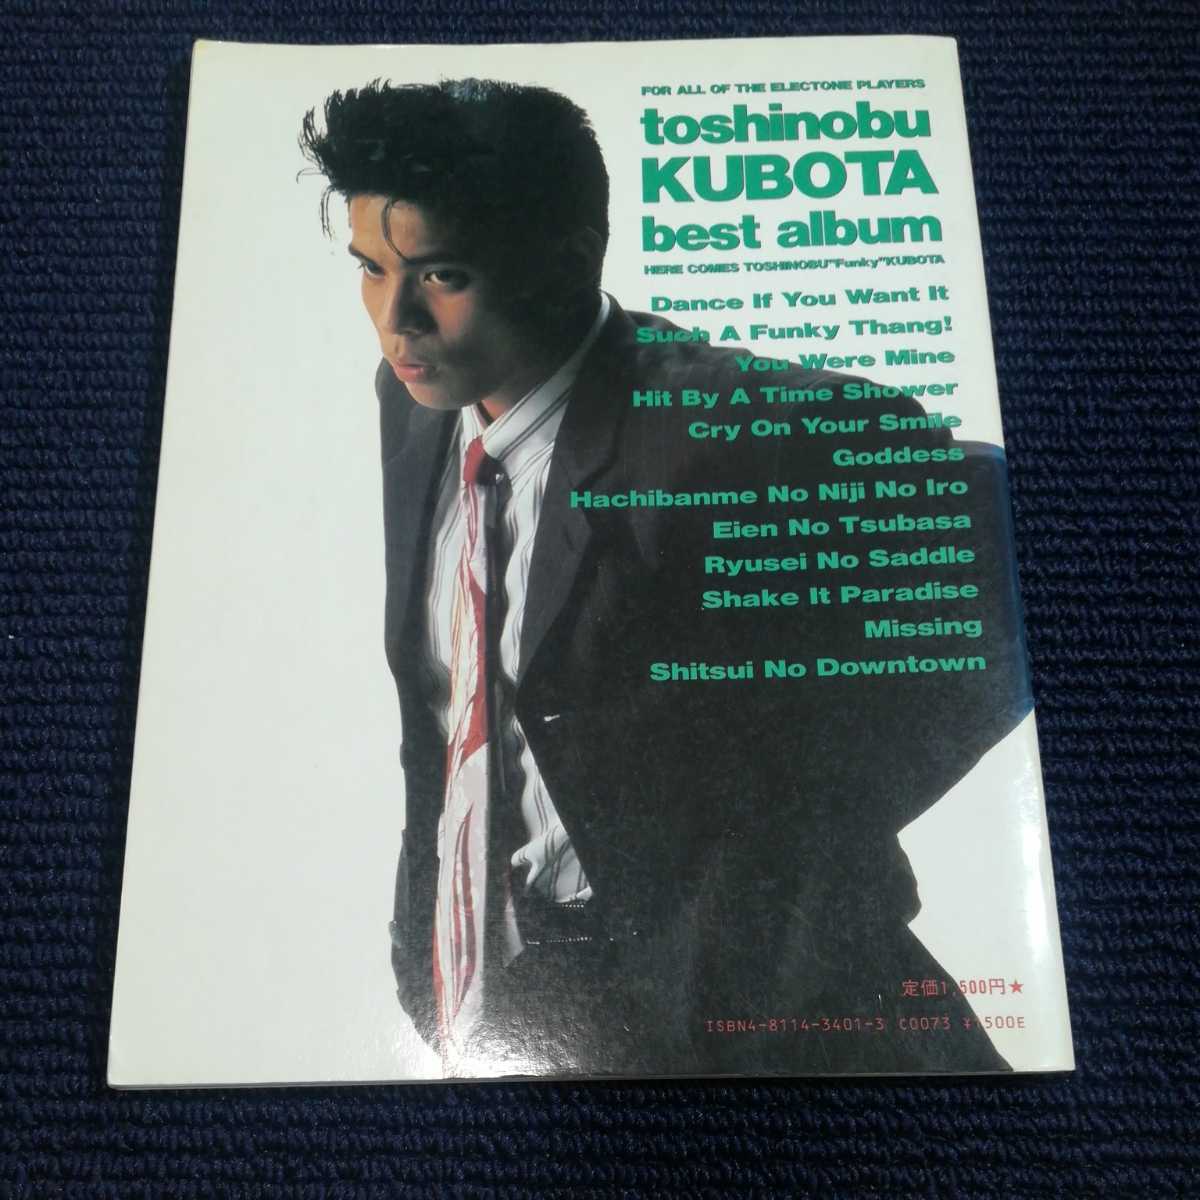 FOR ALL OF THE ELECTONE PLAYERS
toshinobu
KUBOTA
best album
HERE COMES TOSHINOBU"Funky"KUBOTA
Dance If You Want It
Such A Funky Thang!
You Were Mine
Hit By A Time Shower
Cry On Your Smile
Goddess
Hachibanme No Niji No Iro
Eien No Tsubasa
Ryusei No Saddle
Shake It Paradise
Missing
Shitsui No Downtown
定価1,500円★
ISBN4-8114-3401-3 C0073 ¥1500E